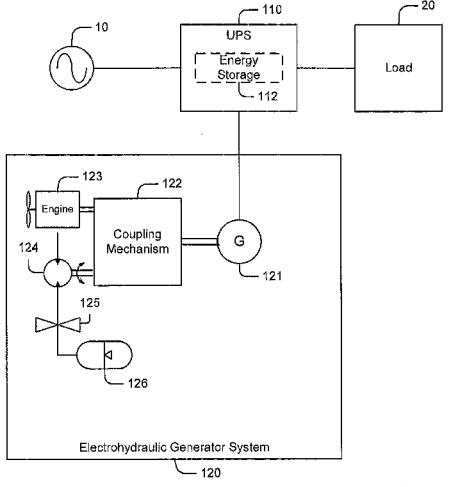 10
110
20
UPS
Energy
Storage
112
Load
123
122
Engine
Coupling
Mechanism
G
124
121
125
126
Electrohydraulic Generator System
120